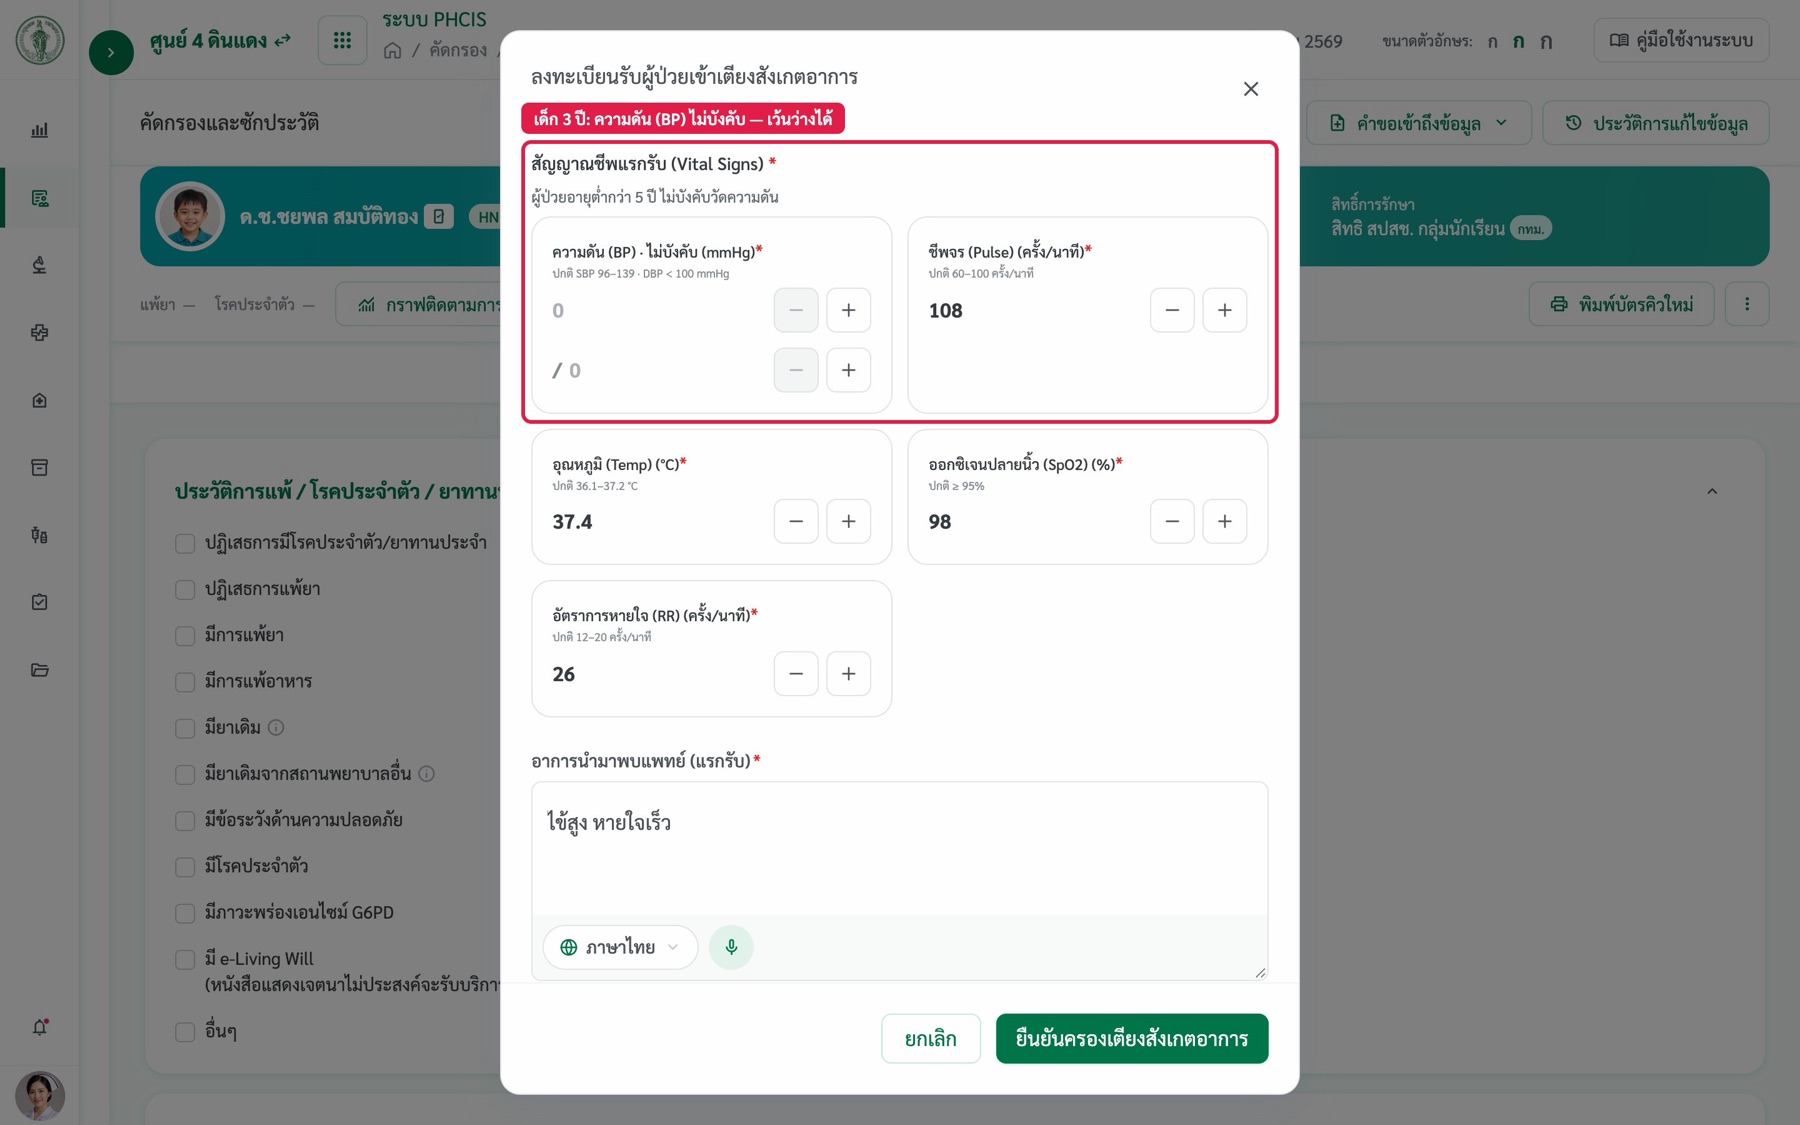 ศูนย์ 4 ดินแดง
ระบบ PHCIS
/ คัดกรอง /
2569
ขนาดตัวอักษร: ก ก ก
คู่มือใช้งานระบบ
คัดกรองและซักประวัติ
คำขอเข้าถึงข้อมูล
ประวัติการแก้ไขข้อมูล
ด.ช.ชยพล สมบัติทอง
HN
สิทธิ์การรักษา
สิทธิ สปสช. กลุ่มนักเรียน กทม.
แพ้ยา —
โรคประจำตัว —
กราฟติดตามการ
พิมพ์บัตรคิวใหม่
ประวัติการแพ้ / โรคประจำตัว / ยาทาน
ปฏิเสธการมีโรคประจำตัว/ยาทานประจำ
ปฏิเสธการแพ้ยา
มีการแพ้ยา
มีการแพ้อาหาร
มียาเดิม
มียาเดิมจากสถานพยาบาลอื่น
มีข้อระวังด้านความปลอดภัย
มีโรคประจำตัว
มีภาวะพร่องเอนไซม์ G6PD
มี e-Living Will
(หนังสือแสดงเจตนาไม่ประสงค์จะรับบริกา
อื่นๆ
ลงทะเบียนรับผู้ป่วยเข้าเตียงสังเกตอาการ
เด็ก 3 ปี: ความดัน (BP) ไม่บังคับ — เว้นว่างได้
สัญญาณชีพแรกรับ (Vital Signs) *
ผู้ป่วยอายุต่ำกว่า 5 ปี ไม่บังคับวัดความดัน
ความดัน (BP) · ไม่บังคับ (mmHg)*
ปกติ SBP 96–139 · DBP < 100 mmHg
0
/ 0
ชีพจร (Pulse) (ครั้ง/นาที)*
ปกติ 60–100 ครั้ง/นาที
108
อุณหภูมิ (Temp) (°C)*
ปกติ 36.1–37.2 °C
37.4
ออกซิเจนปลายนิ้ว (SpO2) (%)*
ปกติ ≥ 95%
98
อัตราการหายใจ (RR) (ครั้ง/นาที)*
ปกติ 12–20 ครั้ง/นาที
26
อาการนำมาพบแพทย์ (แรกรับ) *
ไข้สูง หายใจเร็ว
ภาษาไทย
ยกเลิก
ยืนยันครองเตียงสังเกตอาการ